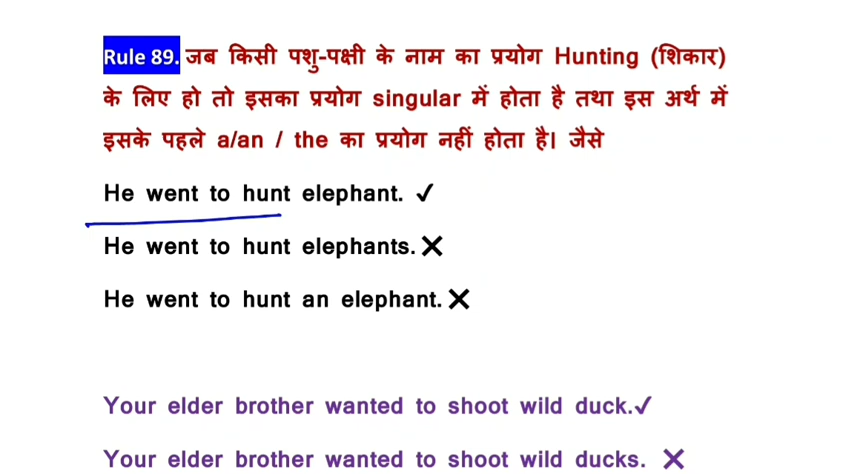 Rule 89. जब किसी पशु-पक्षी के नाम का प्रयोग Hunting (शिकार)
के लिए हो तो इसका प्रयोग singular में होता है तथा इस अर्थ में
इसके पहले a/an / the का प्रयोग नहीं होता है। जैसे
He went to hunt elephant. ✓
He went to hunt elephants. ✕
He went to hunt an elephant. ✕
Your elder brother wanted to shoot wild duck. ✓
Your elder brother wanted to shoot wild ducks. ✕